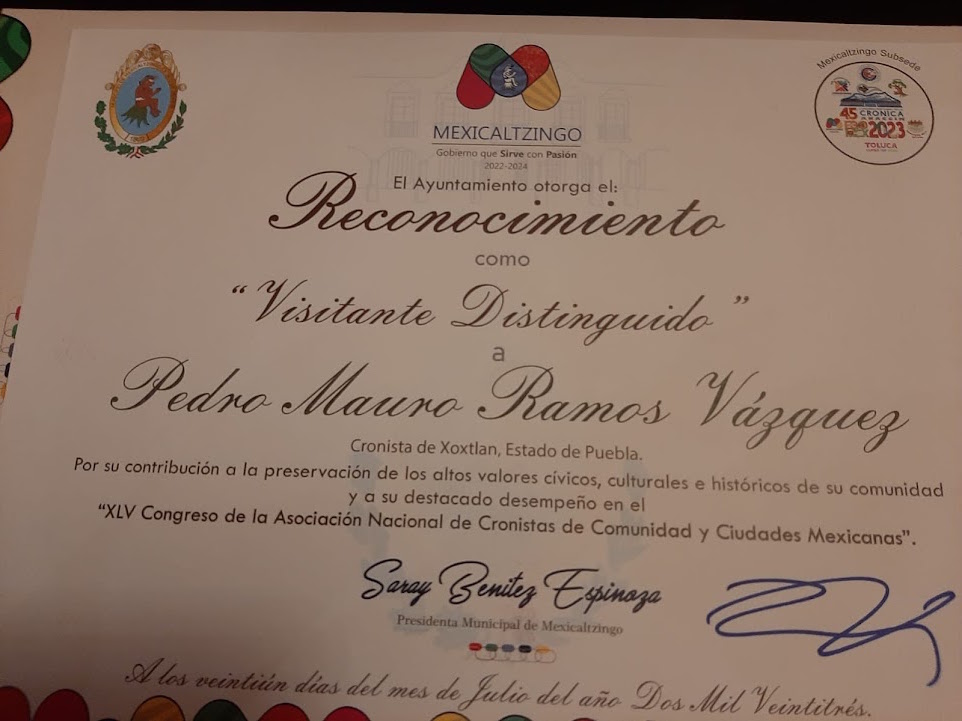 Mexicaltzingo Subsede
45 CRÓNICA
2023
TOLUCA
MEXICALTZINGO
Gobierno que Sirve con Pasión
2022-2024
El Ayuntamiento otorga el:
Reconocimiento
como
“Visitante Distinguido”
a
Pedro Mauro Ramos Vázquez
Cronista de Xoxtlan, Estado de Puebla.
Por su contribución a la preservación de los altos valores cívicos, culturales e históricos de su comunidad
y a su destacado desempeño en el
“XLV Congreso de la Asociación Nacional de Cronistas de Comunidad y Ciudades Mexicanas”.
Saray Benitez Espinoza
Presidenta Municipal de Mexicaltzingo
A los veintiún días del mes de Julio del año Dos Mil Veintitrés.